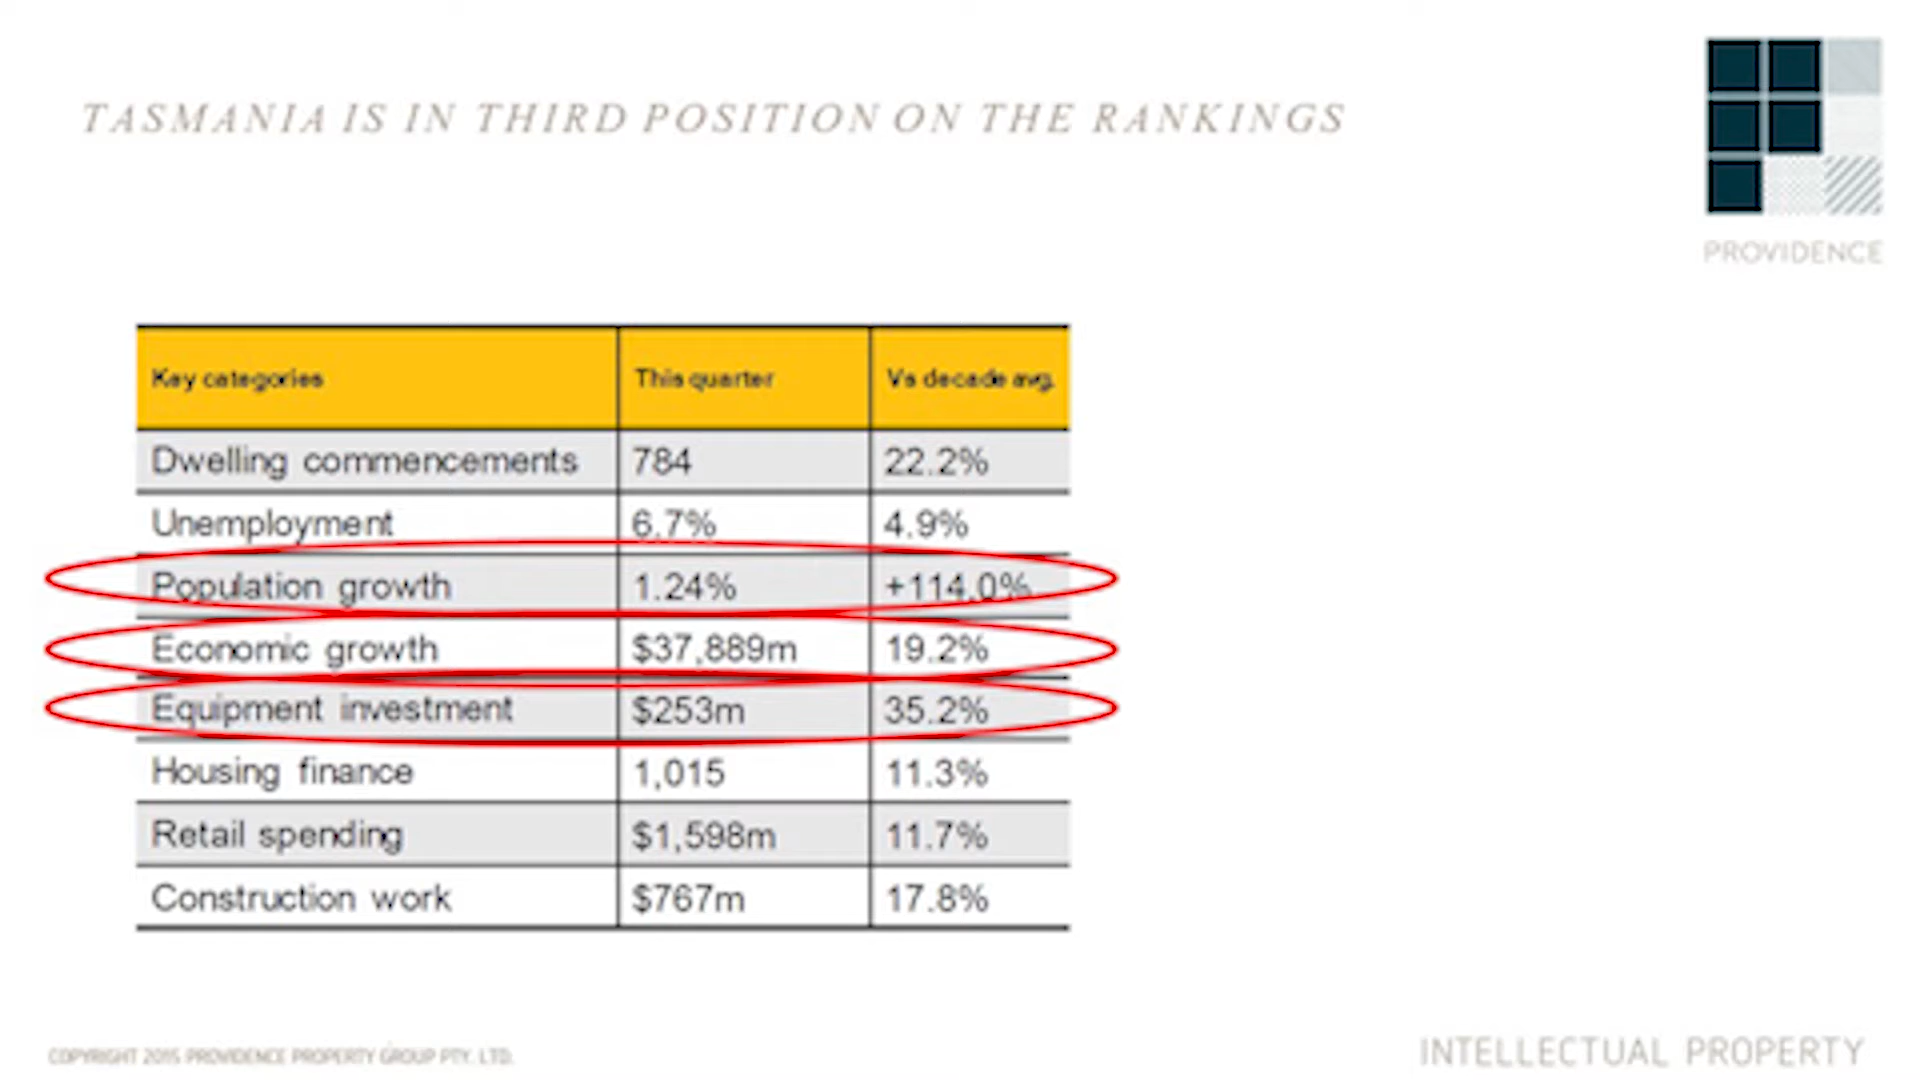 TASMANIA IS IN THIRD POSITION ON THE RANKINGS
PROVIDENCE
Key categories This quarter Vs decade avg.
Dwelling commencements 784 22.2%
Unemployment 6.7% 4.9%
Population growth 1.24% +114.0%
Economic growth $37,889m 19.2%
Equipment investment $253m 35.2%
Housing finance 1,015 11.3%
Retail spending $1,598m 11.7%
Construction work $767m 17.8%
COPYRIGHT 2015 PROVIDENCE PROPERTY GROUP PTY. LTD.
INTELLECTUAL PROPERTY